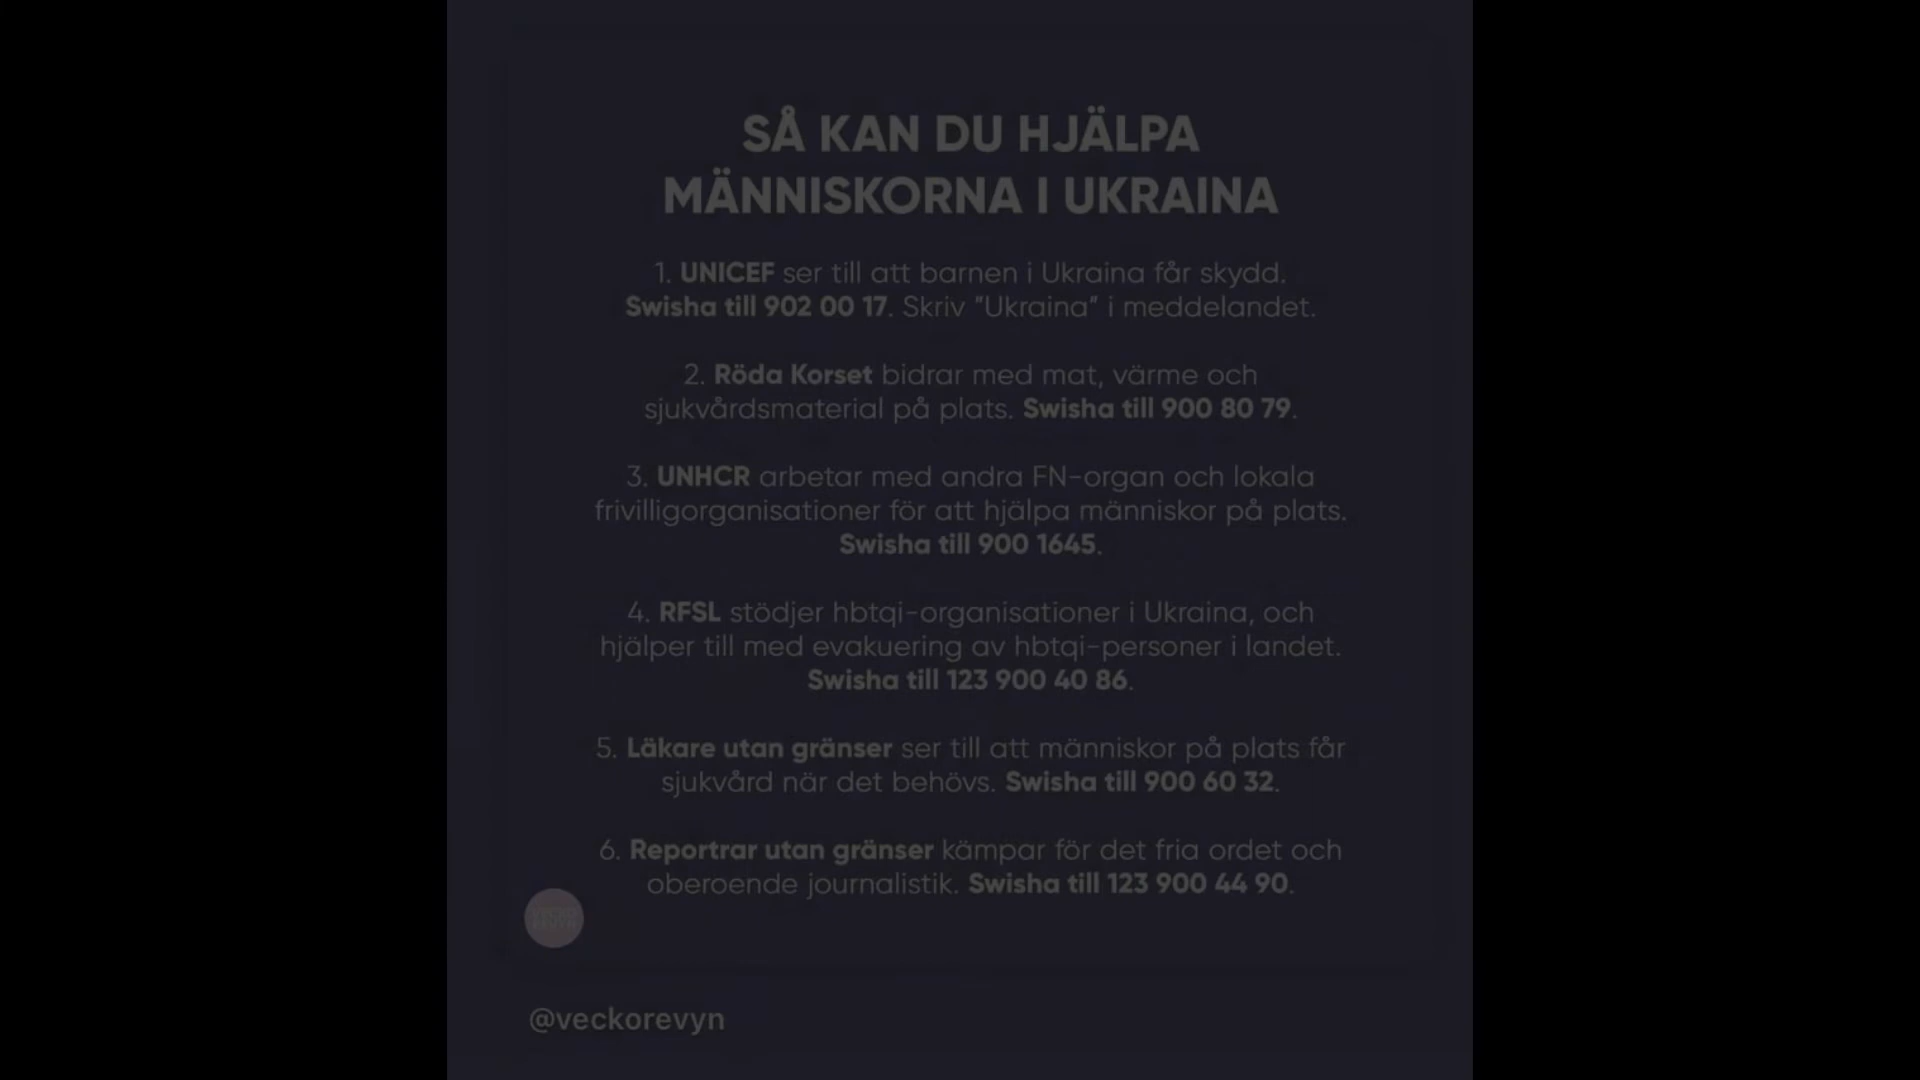 SÅ KAN DU HJÄLPA
MÄNNISKORNA I UKRAINA
1. UNICEF ser till att barnen i Ukraina får skydd.
Swisha till 902 00 17. Skriv ”Ukraina” i meddelandet.
2. Röda Korset bidrar med mat, värme och
sjukvårdsmaterial på plats. Swisha till 900 80 79.
3. UNHCR arbetar med andra FN-organ och lokala
frivilligorganisationer för att hjälpa människor på plats.
Swisha till 900 1645.
4. RFSL stödjer hbtqi-organisationer i Ukraina, och
hjälper till med evakuering av hbtqi-personer i landet.
Swisha till 123 900 40 86.
5. Läkare utan gränser ser till att människor på plats får
sjukvård när det behövs. Swisha till 900 60 32.
6. Reportrar utan gränser kämpar för det fria ordet och
oberoende journalistik. Swisha till 123 900 44 90.
@veckorevyn